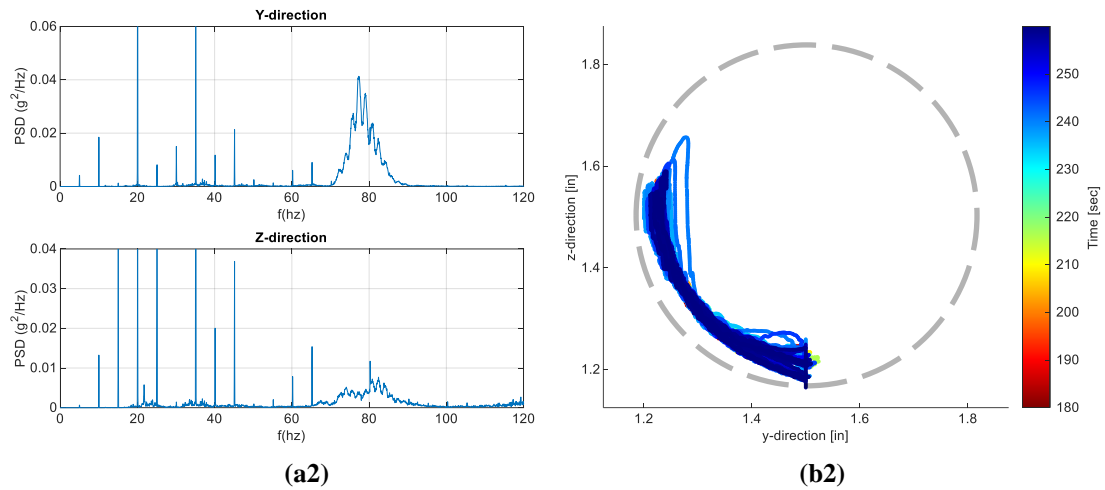 Y-direction
0.06
0.04
0.02
0
PSD (g²/Hz)
0 20 40 60 80 100 120
f(hz)
Z-direction
0.04
0.03
0.02
0.01
0
PSD (g²/Hz)
0 20 40 60 80 100 120
f(hz)
(a2)
1.8
1.6
1.4
1.2
z-direction [in]
1.2 1.4 1.6 1.8
y-direction [in]
250
240
230
220
210
200
190
180
Time [sec]
(b2)